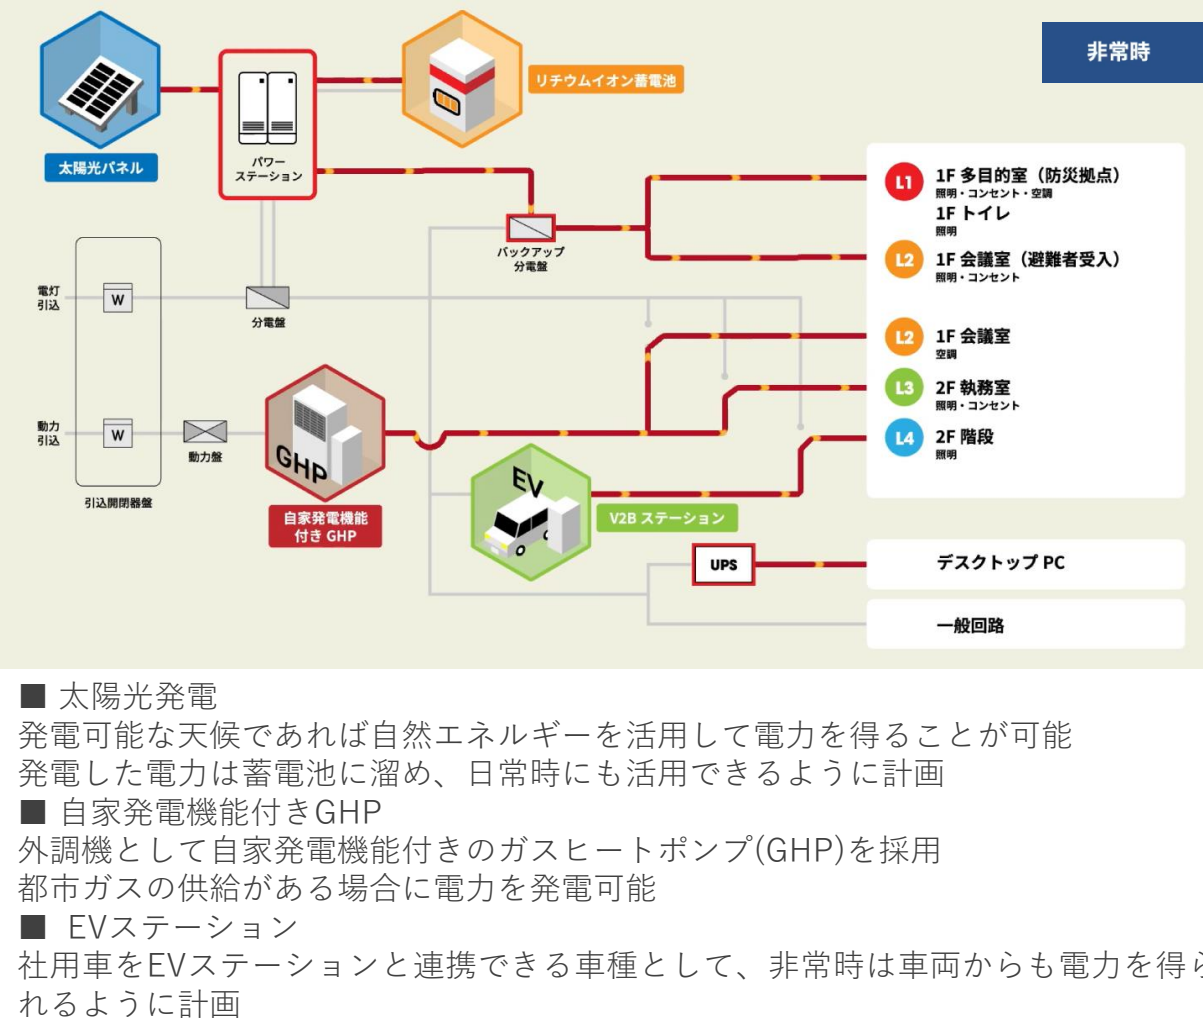 非常時
リチウムイオン蓄電池
太陽光パネル
パワー
ステーション
L1
1F 多目的室（防災拠点）
照明・コンセント・空調
1F トイレ
照明
バックアップ
分電盤
L2
1F 会議室（避難者受入）
照明・コンセント
電灯
引込
W
分電盤
L2
1F 会議室
空調
L3
2F 執務室
照明・コンセント
動力
引込
W
動力盤
GHP
L4
2F 階段
照明
引込開閉器盤
自家発電機能
付き GHP
EV
V2B ステーション
UPS
デスクトップ PC
一般回路
■ 太陽光発電
発電可能な天候であれば自然エネルギーを活用して電力を得ることが可能
発電した電力は蓄電池に溜め、日常時にも活用できるように計画
■ 自家発電機能付きGHP
外調機として自家発電機能付きのガスヒートポンプ(GHP)を採用
都市ガスの供給がある場合に電力を発電可能
■ EVステーション
社用車をEVステーションと連携できる車種として、非常時は車両からも電力を得ら
れるように計画